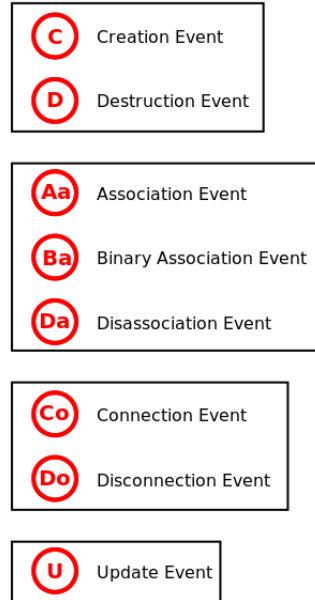 C Creation Event
D Destruction Event
Aa Association Event
Ba Binary Association Event
Da Disassociation Event
Co Connection Event
Do Disconnection Event
U Update Event